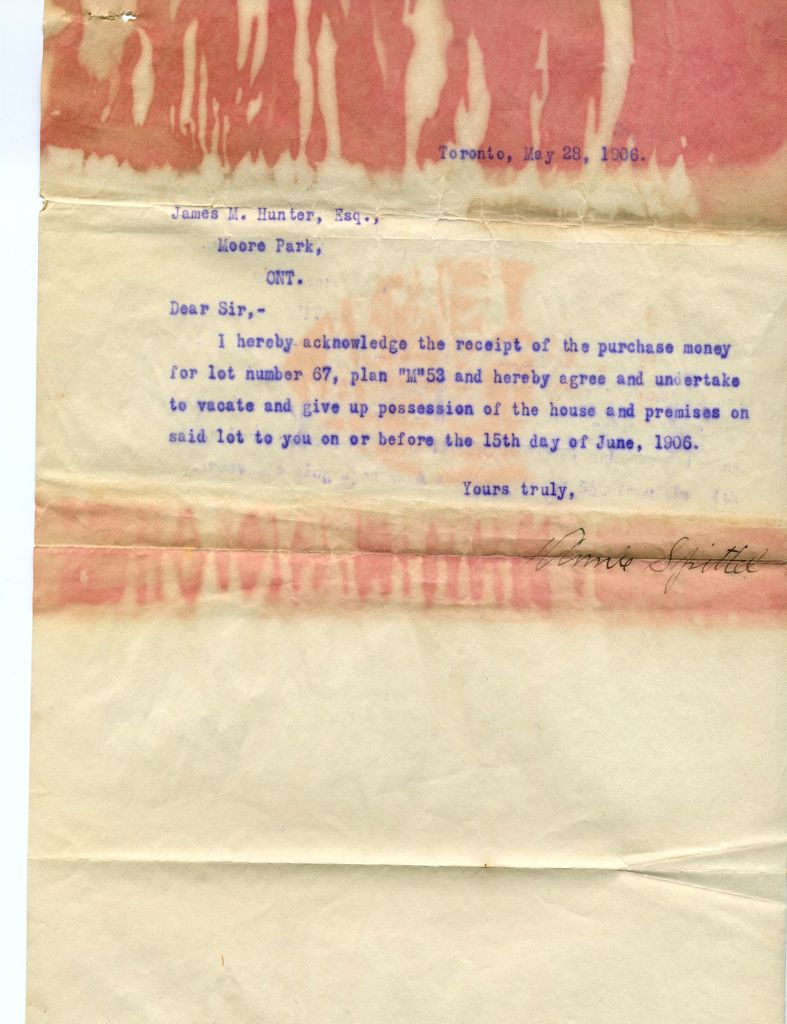 Toronto, May 28, 1906.
James M. Hunter, Esq.,
Moore Park,
ONT.
Dear Sir,-
I hereby acknowledge the receipt of the purchase money
for lot number 67, plan "M"53 and hereby agree and undertake
to vacate and give up possession of the house and premises on
said lot to you on or before the 15th day of June, 1906.
Yours truly,
Spittel